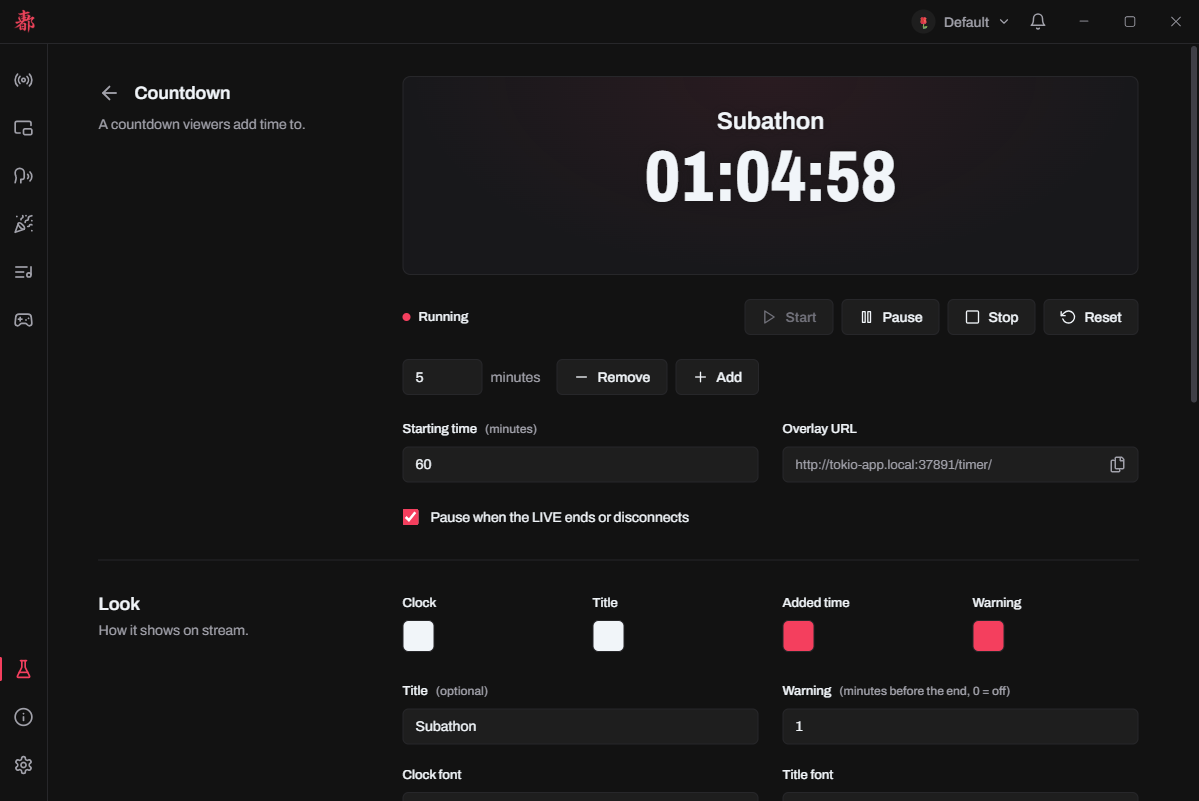 都
Default
Countdown
A countdown viewers add time to.
Subathon
01:04:58
Running
Start
Pause
Stop
Reset
5 minutes
Remove
Add
Starting time (minutes)
Overlay URL
60
http://tokio-app.local:37891/timer/
Pause when the LIVE ends or disconnects
Look
How it shows on stream.
Clock
Title
Added time
Warning
Title (optional)
Warning (minutes before the end, 0 = off)
Subathon
1
Clock font
Title font